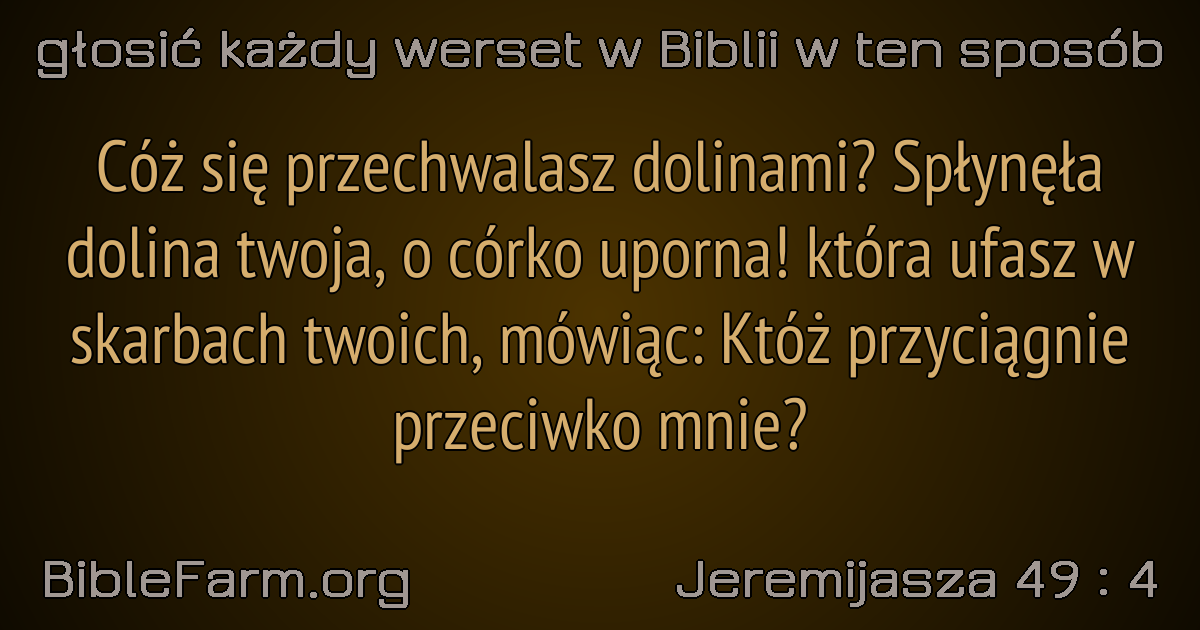 głosić każdy werset w Biblii w ten sposób
Cóż się przechwalasz dolinami? Spłynęła
dolina twoja, o córko uporna! która ufasz w
skarbach twoich, mówiąc: Któż przyciągnie
przeciwko mnie?
BibleFarm.org
Jeremijasza 49 : 4